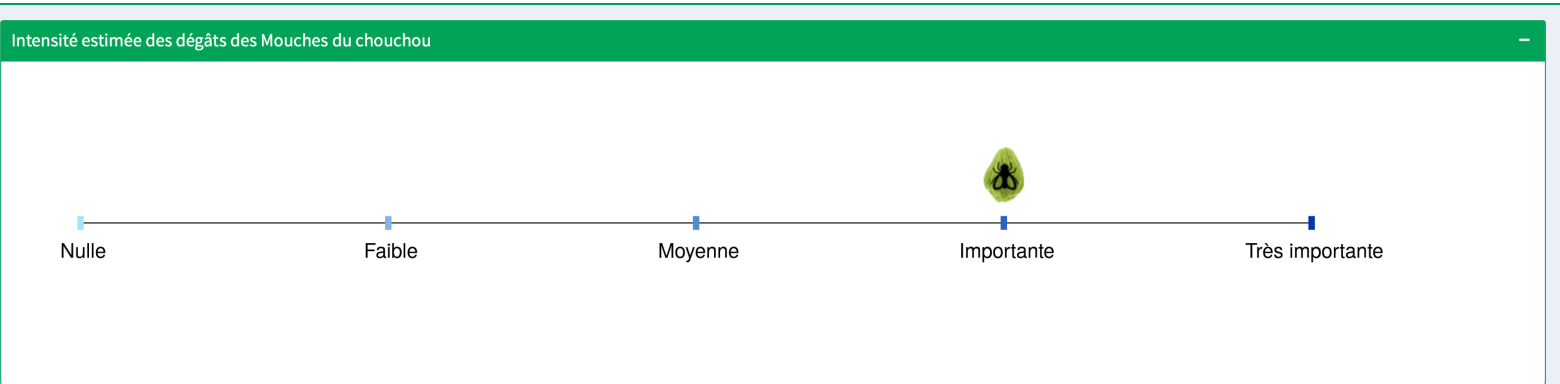 Intensité estimée des dégâts des Mouches du chouchou
Nulle Faible Moyenne Importante Très importante